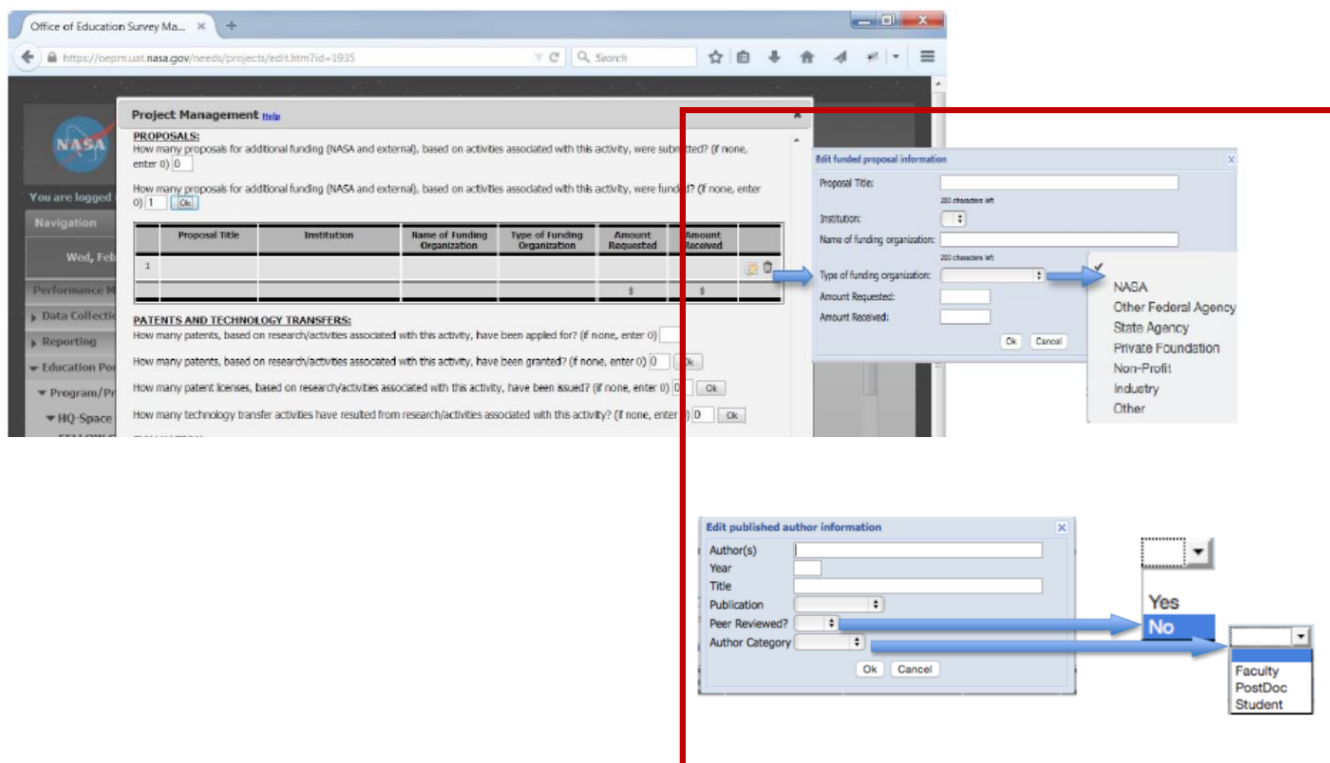 Office of Education Survey Ma... × +
https://oepm.uat.nasa.gov/needs/projects/edit.htm?id=1935
Search
NASA
You are logged
Navigation
Wed, Feb
Performance M
Data Collectio
Reporting
Education Por
Program/Pr
HQ-Space
Project Management Help
PROPOSALS:
How many proposals for additional funding (NASA and external), based on activities associated with this activity, were submitted? (if none,
enter 0) 0
How many proposals for additional funding (NASA and external), based on activities associated with this activity, were funded? (if none, enter
0) 1 Ok
Proposal Title Institution Name of Funding Organization Type of Funding Organization Amount Requested Amount Received
1
$ $
PATENTS AND TECHNOLOGY TRANSFERS:
How many patents, based on research/activities associated with this activity, have been applied for? (if none, enter 0)
How many patents, based on research/activities associated with this activity, have been granted? (if none, enter 0) 0 Ok
How many patent licenses, based on research/activities associated with this activity, have been issued? (if none, enter 0) 0 Ok
How many technology transfer activities have resulted from research/activities associated with this activity? (if none, enter 0) 0 Ok
Edit funded proposal information
Proposal Title:
200 characters left
Institution:
Name of funding organization:
200 characters left
Type of funding organization:
Amount Requested:
Amount Received:
Ok Cancel
NASA
Other Federal Agency
State Agency
Private Foundation
Non-Profit
Industry
Other
Edit published author information
Author(s)
Year
Title
Publication
Peer Reviewed?
Author Category
Ok Cancel
Yes
No
Faculty
PostDoc
Student